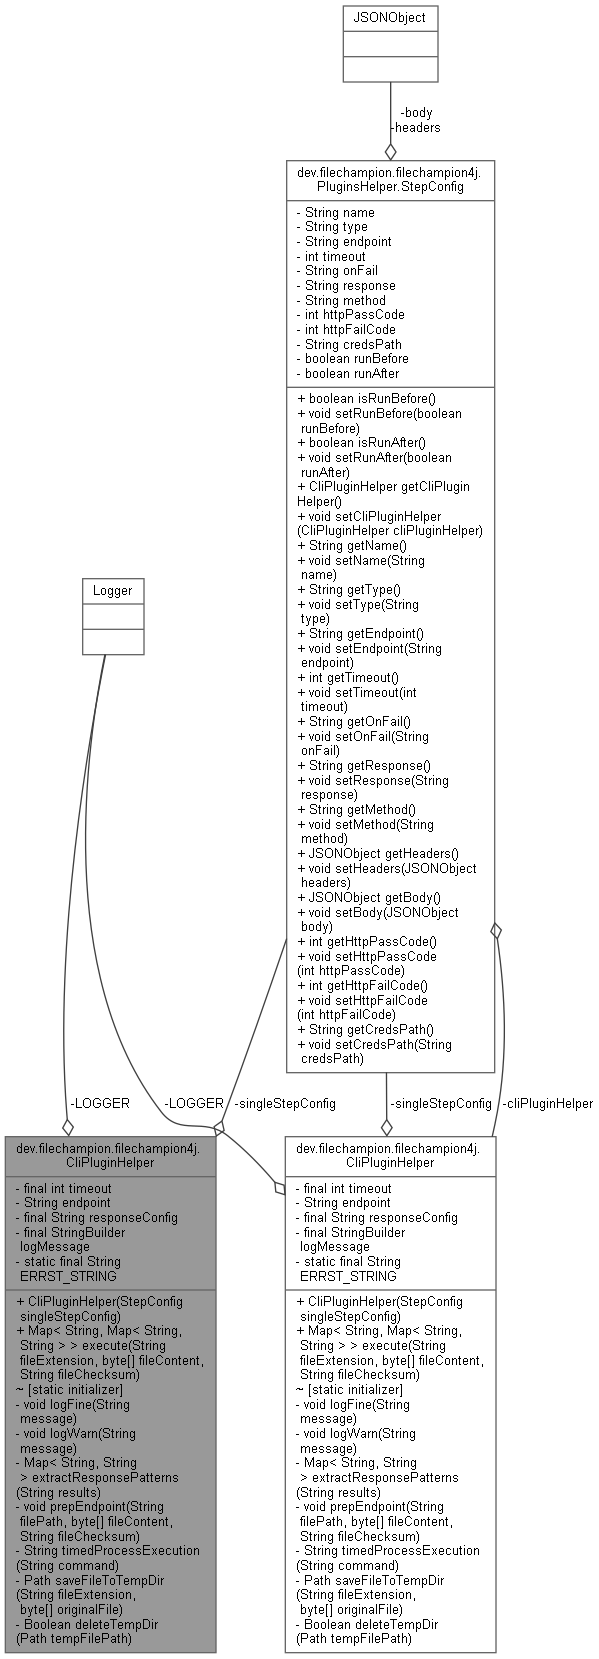 JSONObject
-body
-headers
dev.filechampion.filechampion4j.
PluginsHelper.StepConfig
- String name
- String type
- String endpoint
- int timeout
- String onFail
- String response
- String method
- int httpPassCode
- int httpFailCode
- String credsPath
- boolean runBefore
- boolean runAfter
+ boolean isRunBefore()
+ void setRunBefore(boolean
runBefore)
+ boolean isRunAfter()
+ void setRunAfter(boolean
runAfter)
+ CliPluginHelper getCliPlugin
Helper()
+ void setCliPluginHelper
(CliPluginHelper cliPluginHelper)
+ String getName()
+ void setName(String
name)
+ String getType()
+ void setType(String
type)
+ String getEndpoint()
+ void setEndpoint(String
endpoint)
+ int getTimeout()
+ void setTimeout(int
timeout)
+ String getOnFail()
+ void setOnFail(String
onFail)
+ String getResponse()
+ void setResponse(String
response)
+ String getMethod()
+ void setMethod(String
method)
+ JSONObject getHeaders()
+ void setHeaders(JSONObject
headers)
+ JSONObject getBody()
+ void setBody(JSONObject
body)
+ int getHttpPassCode()
+ void setHttpPassCode
(int httpPassCode)
+ int getHttpFailCode()
+ void setHttpFailCode
(int httpFailCode)
+ String getCredsPath()
+ void setCredsPath(String
credsPath)
Logger
-LOGGER
-LOGGER
-singleStepConfig
-singleStepConfig
-cliPluginHelper
dev.filechampion.filechampion4j.
CliPluginHelper
- final int timeout
- String endpoint
- final String responseConfig
- final StringBuilder
logMessage
- static final String
ERRST_STRING
+ CliPluginHelper(StepConfig
singleStepConfig)
+ Map< String, Map< String,
String > > execute(String
fileExtension, byte[] fileContent,
String fileChecksum)
~ [static initializer]
- void logFine(String
message)
- void logWarn(String
message)
- Map< String, String
> extractResponsePatterns
(String results)
- void prepEndpoint(String
filePath, byte[] fileContent,
String fileChecksum)
- String timedProcessExecution
(String command)
- Path saveFileToTempDir
(String fileExtension,
byte[] originalFile)
- Boolean deleteTempDir
(Path tempFilePath)
dev.filechampion.filechampion4j.
CliPluginHelper
- final int timeout
- String endpoint
- final String responseConfig
- final StringBuilder
logMessage
- static final String
ERRST_STRING
+ CliPluginHelper(StepConfig
singleStepConfig)
+ Map< String, Map< String,
String > > execute(String
fileExtension, byte[] fileContent,
String fileChecksum)
~ [static initializer]
- void logFine(String
message)
- void logWarn(String
message)
- Map< String, String
> extractResponsePatterns
(String results)
- void prepEndpoint(String
filePath, byte[] fileContent,
String fileChecksum)
- String timedProcessExecution
(String command)
- Path saveFileToTempDir
(String fileExtension,
byte[] originalFile)
- Boolean deleteTempDir
(Path tempFilePath)